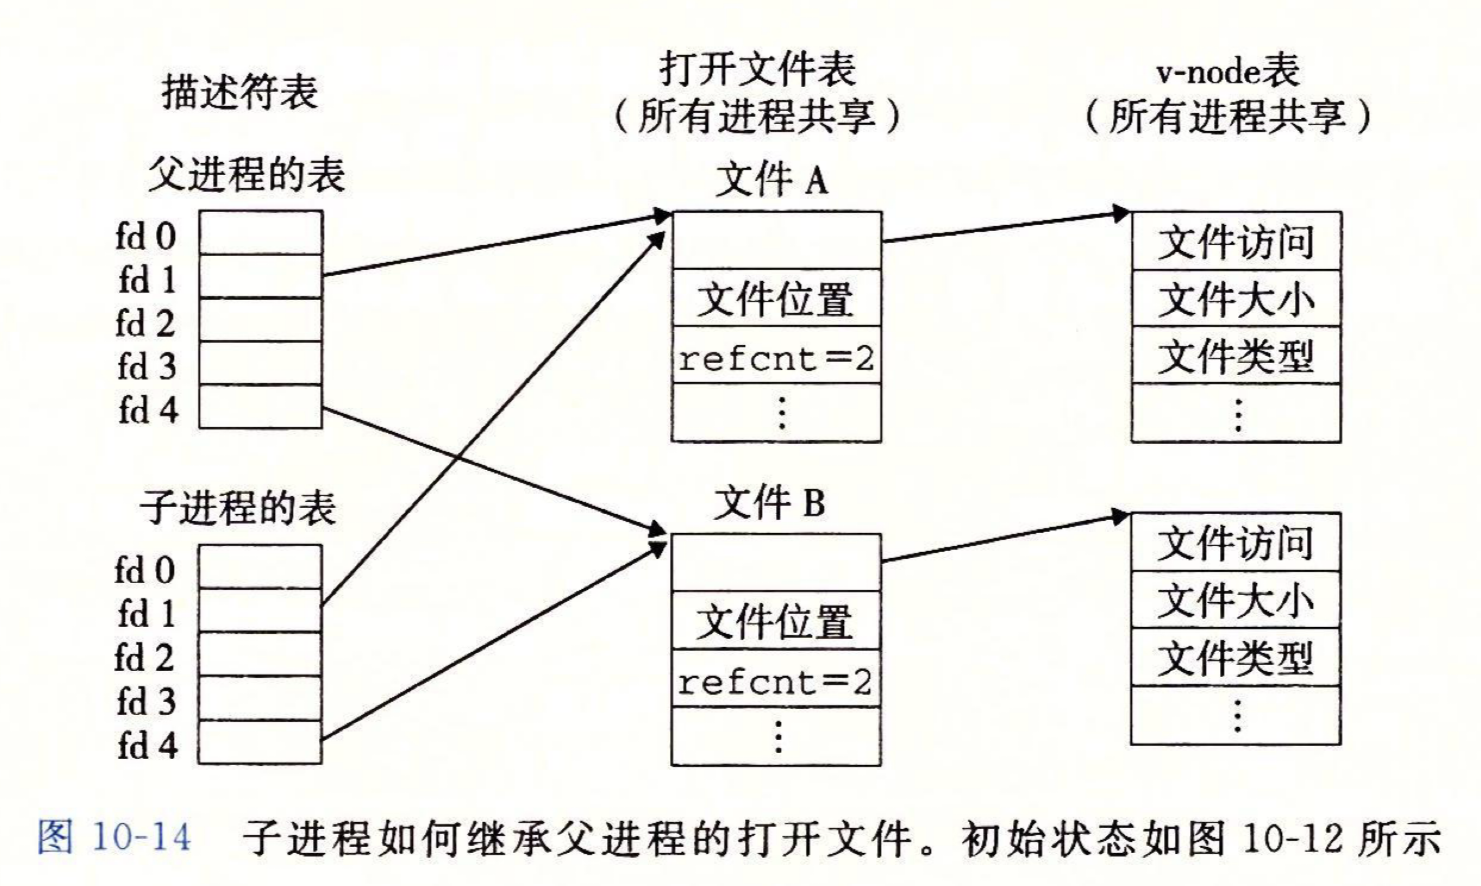 描述符表
打开文件表
（所有进程共享）
v-node表
（所有进程共享）
父进程的表
fd 0
fd 1
fd 2
fd 3
fd 4
文件 A
文件位置
refcnt=2
⋮
文件访问
文件大小
文件类型
⋮
子进程的表
fd 0
fd 1
fd 2
fd 3
fd 4
文件 B
文件位置
refcnt=2
⋮
文件访问
文件大小
文件类型
⋮
图 10-14 子进程如何继承父进程的打开文件。初始状态如图 10-12 所示